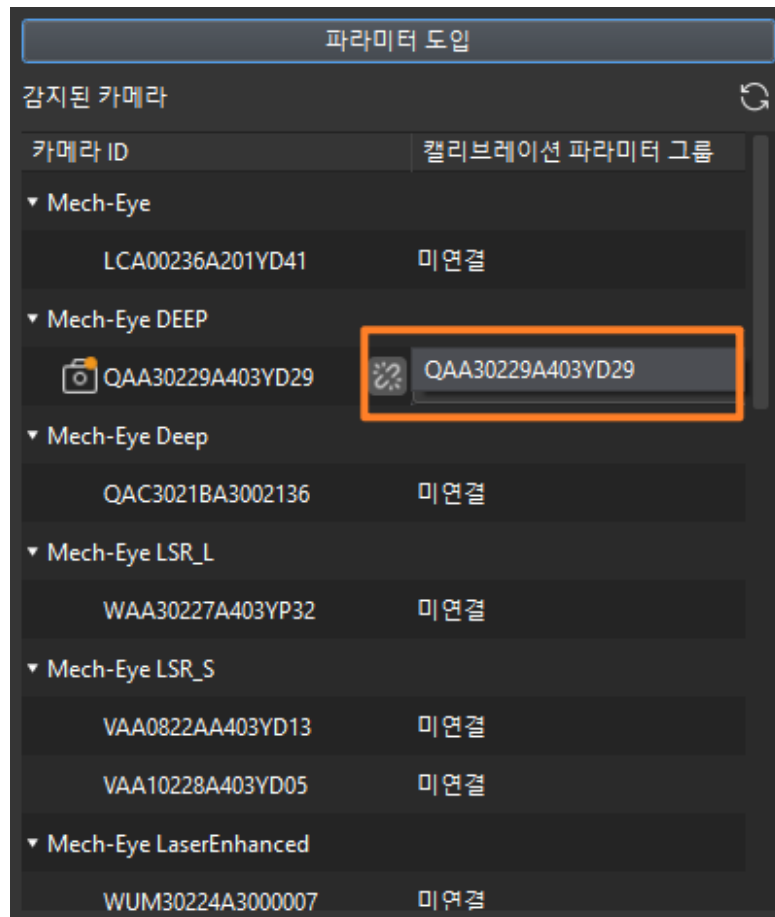 파라미터 도입
감지된 카메라
카메라 ID 캘리브레이션 파라미터 그룹
Mech-Eye
LCA00236A201YD41 미연결
Mech-Eye DEEP
QAA30229A403YD29 QAA30229A403YD29
Mech-Eye Deep
QAC3021BA3002136 미연결
Mech-Eye LSR_L
WAA30227A403YP32 미연결
Mech-Eye LSR_S
VAA0822AA403YD13 미연결
VAA10228A403YD05 미연결
Mech-Eye LaserEnhanced
WUM30224A3000007 미연결